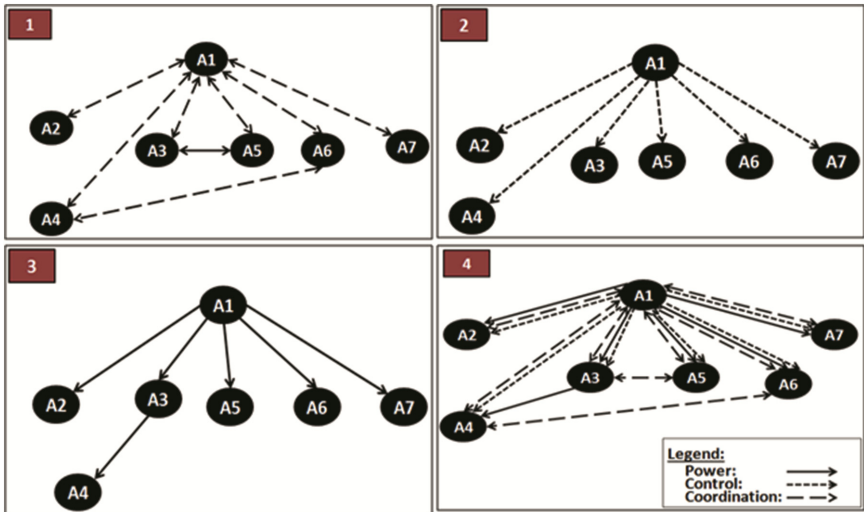 1
A1
A2
A3
A5
A6
A7
A4
2
A1
A2
A3
A5
A6
A7
A4
3
A1
A2
A3
A5
A6
A7
A4
4
A1
A2
A7
A3
A5
A6
A4
Legend:
Power:
Control:
Coordination: